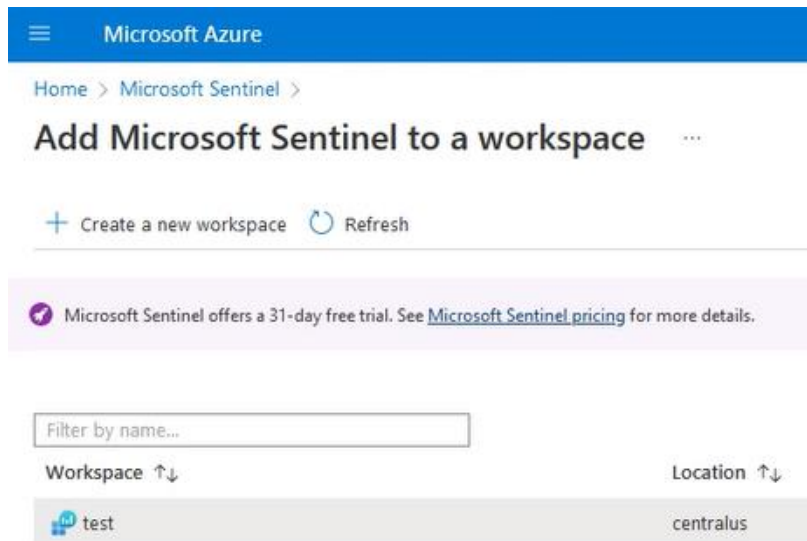 Microsoft Azure
Home > Microsoft Sentinel >
Add Microsoft Sentinel to a workspace ...
+ Create a new workspace Refresh
Microsoft Sentinel offers a 31-day free trial. See Microsoft Sentinel pricing for more details.
Filter by name...
Workspace ↑↓ Location ↑↓
test centralus